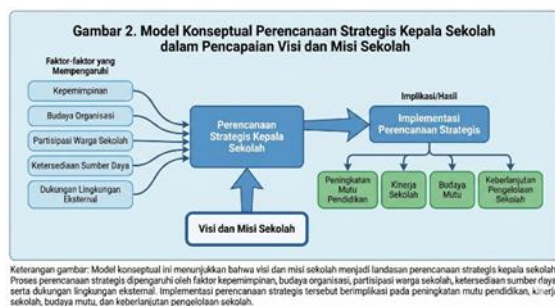 Gambar 2. Model Konseptual Perencanaan Strategis Kepala Sekolah
dalam Pencapaian Visi dan Misi Sekolah
Faktor-faktor yang
Mempengaruhi
Kepemimpinan
Budaya Organisasi
Partisipasi Warga Sekolah
Ketersediaan Sumber Daya
Dukungan Lingkungan
Eksternal
Perencanaan
Strategis Kepala
Sekolah
Visi dan Misi Sekolah
Implikasi/Hasil
Implementasi
Perencanaan Strategis
Peningkatan
Mutu
Pendidikan
Kinerja
Sekolah
Budaya
Mutu
Keberlanjutan
Pengelolaan
Sekolah
Keterangan gambar: Model konseptual ini menunjukkan bahwa visi dan misi sekolah menjadi landasan perencanaan strategis kepala sekolah
Proses perencanaan strategis dipengaruhi oleh faktor kepemimpinan, budaya organisasi, partisipasi warga sekolah, ketersediaan sumber daya
serta dukungan lingkungan eksternal. Implementasi perencanaan strategis tersebut berimplikasi pada peningkatan mutu pendidikan, kinerja
sekolah, budaya mutu, dan keberlanjutan pengelolaan sekolah.